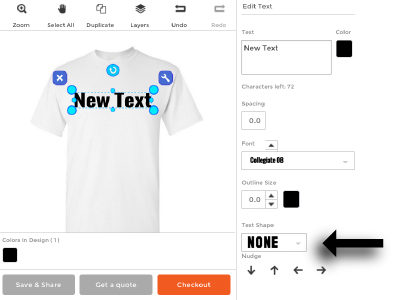 Zoom
Select All
Duplicate
Layers
Undo
Redo
New Text
Colors in Design ( 1 )
Save & Share
Get a quote
Checkout
Edit Text
Text
Color
New Text
Characters left: 72
Spacing
0.0
Font
Collegiate 08
Outline Size
0.0
Text Shape
NONE
Nudge